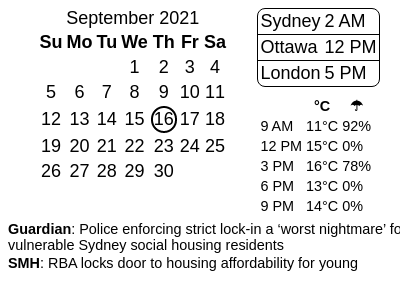 September 2021
Su Mo Tu We Th Fr Sa
1 2 3 4
5 6 7 8 9 10 11
12 13 14 15 16 17 18
19 20 21 22 23 24 25
26 27 28 29 30
Sydney 2 AM
Ottawa 12 PM
London 5 PM
°C ☂
9 AM 11°C 92%
12 PM 15°C 0%
3 PM 16°C 78%
6 PM 13°C 0%
9 PM 14°C 0%
Guardian: Police enforcing strict lock-in a ‘worst nightmare’ fo
vulnerable Sydney social housing residents
SMH: RBA locks door to housing affordability for young